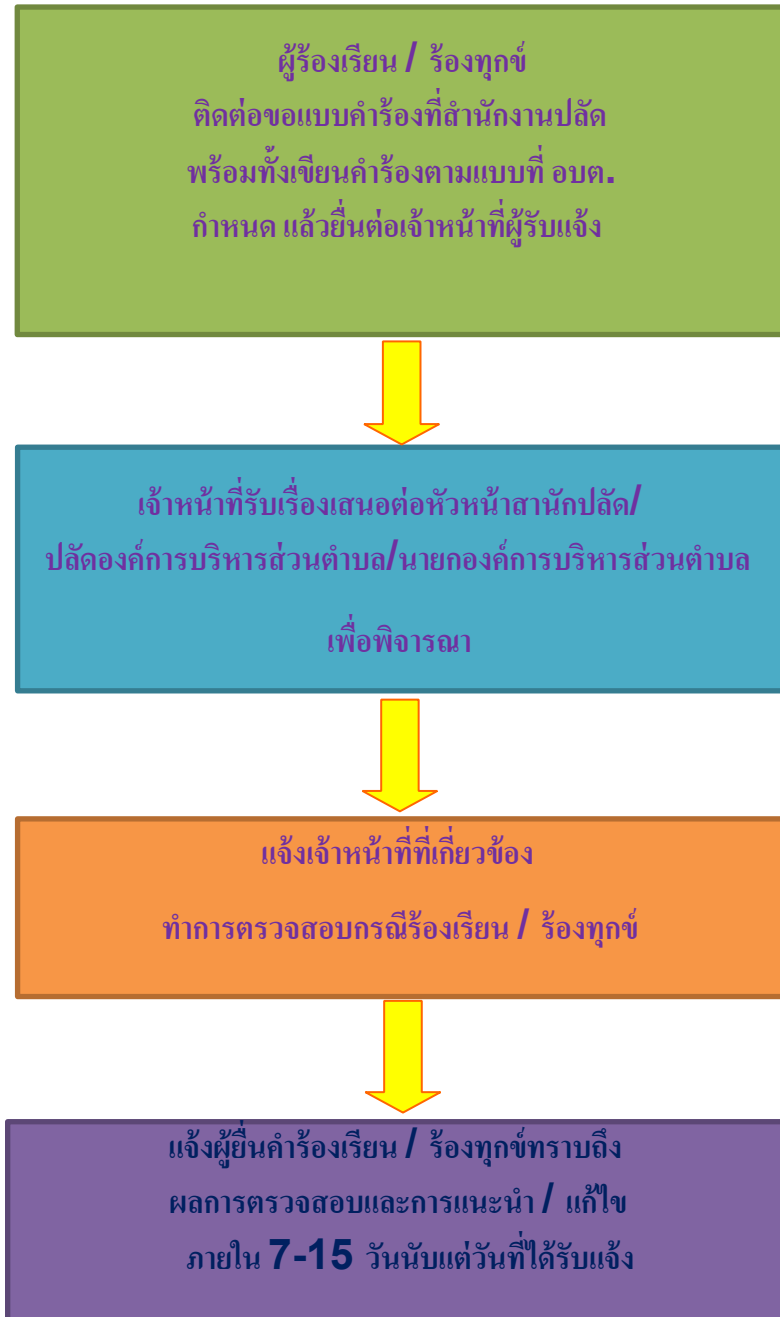 ผู้ร้องเรียน / ร้องทุกข์
ติดต่อขอแบบคำร้องที่สำนักงานปลัด
พร้อมทั้งเขียนคำร้องตามแบบที่ อบต.
กำหนด แล้วยื่นต่อเจ้าหน้าที่ผู้รับแจ้ง
เจ้าหน้าที่รับเรื่องเสนอต่อหัวหน้าสานักปลัด/
ปลัดองค์การบริหารส่วนตำบล/นายกองค์การบริหารส่วนตำบล
เพื่อพิจารณา
แจ้งเจ้าหน้าที่ที่เกี่ยวข้อง
ทำการตรวจสอบกรณีร้องเรียน / ร้องทุกข์
แจ้งผู้ยื่นคำร้องเรียน / ร้องทุกข์ทราบถึง
ผลการตรวจสอบและการแนะนำ / แก้ไข
ภายใน 7-15 วันนับแต่วันที่ได้รับแจ้ง